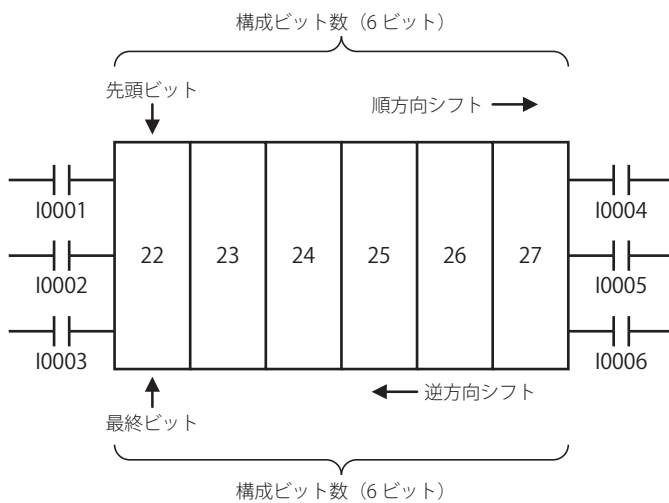 構成ビット数（6 ビット）
先頭ビット
順方向シフト
I0001
I0004
22 23 24 25 26 27
I0002
I0005
I0003
I0006
逆方向シフト
最終ビット
構成ビット数（6 ビット）